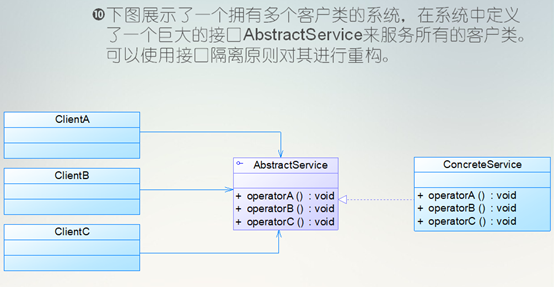 ❿下图展示了一个拥有多个客户类的系统，在系统中定义
了一个巨大的接口AbstractService来服务所有的客户类。
可以使用接口隔离原则对其进行重构。
ClientA
ClientB
ClientC
AbstractService
+ operatorA () : void
+ operatorB () : void
+ operatorC () : void
ConcreteService
+ operatorA () : void
+ operatorB () : void
+ operatorC () : void